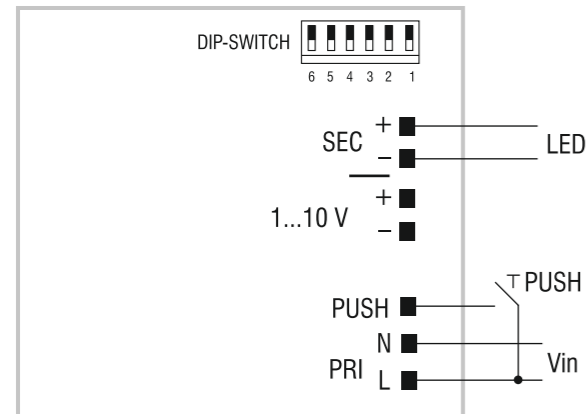 DIP-SWITCH
6 5 4 3 2 1
+
SEC
LED
−
+
1...10 V
−
PUSH
PUSH
N
PRI
Vin
L